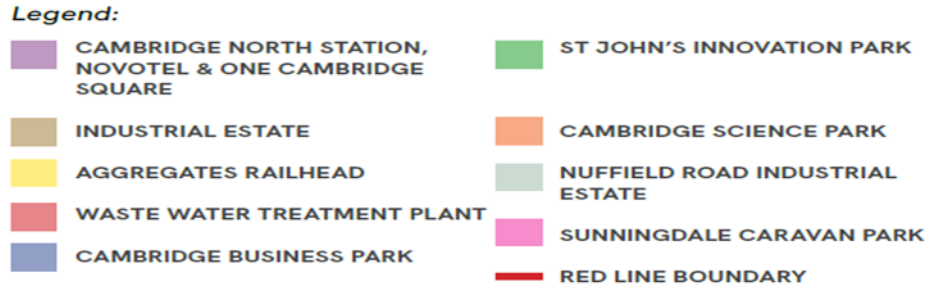 Legend:
CAMBRIDGE NORTH STATION,
NOVOTEL & ONE CAMBRIDGE
SQUARE
INDUSTRIAL ESTATE
AGGREGATES RAILHEAD
WASTE WATER TREATMENT PLANT
CAMBRIDGE BUSINESS PARK
ST JOHN'S INNOVATION PARK
CAMBRIDGE SCIENCE PARK
NUFFIELD ROAD INDUSTRIAL
ESTATE
SUNNINGDALE CARAVAN PARK
RED LINE BOUNDARY